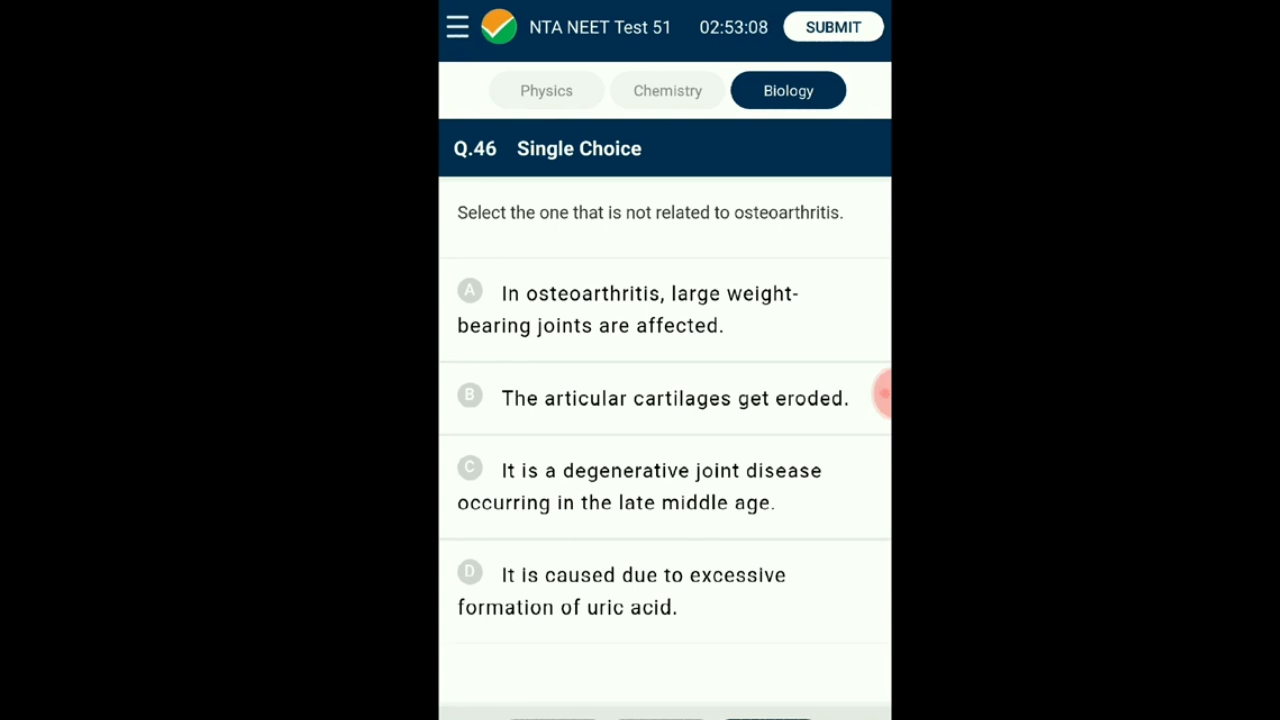 NTA NEET Test 51 02:53:08 SUBMIT
Physics Chemistry Biology
Q.46 Single Choice
Select the one that is not related to osteoarthritis.
A In osteoarthritis, large weight-
bearing joints are affected.
B The articular cartilages get eroded.
C It is a degenerative joint disease
occurring in the late middle age.
D It is caused due to excessive
formation of uric acid.